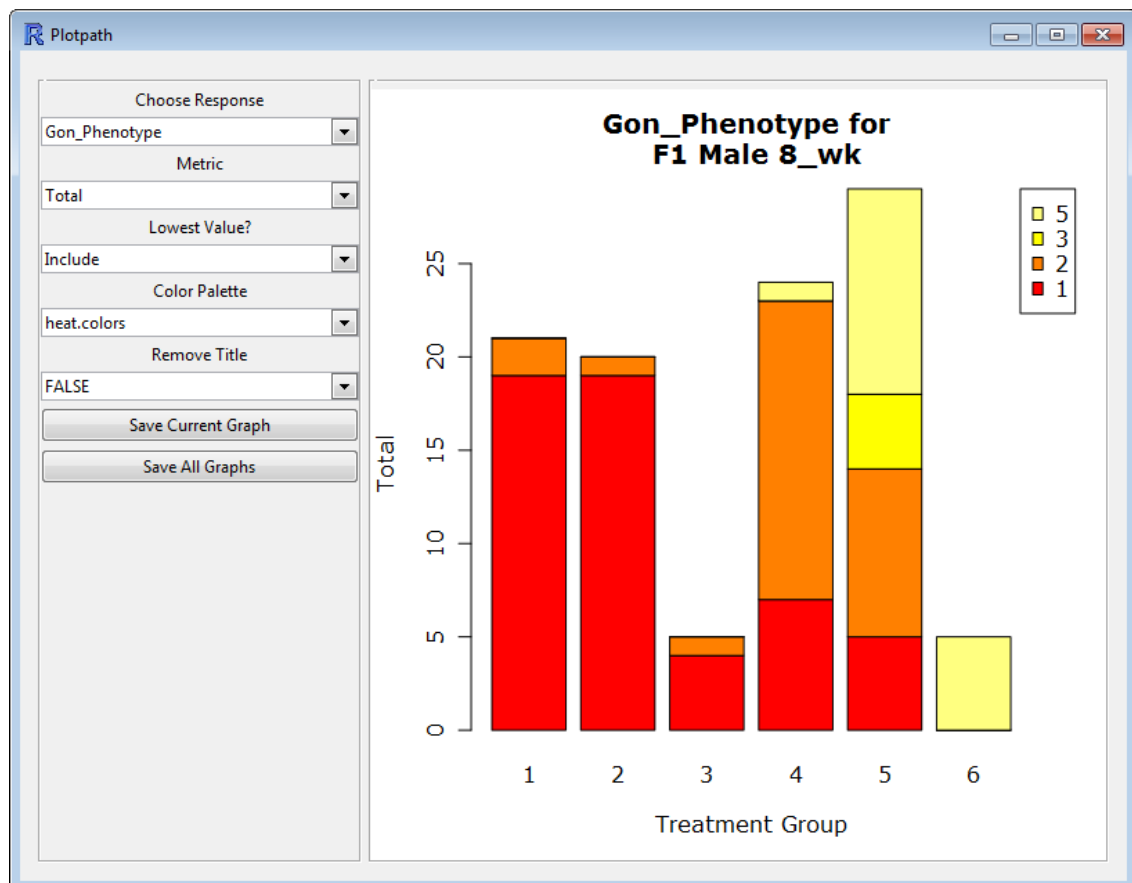 Plotpath
Choose Response
Gon_Phenotype
Metric
Total
Lowest Value?
Include
Color Palette
heat.colors
Remove Title
FALSE
Save Current Graph
Save All Graphs
Gon_Phenotype for
F1 Male 8_wk
5
3
2
1
25
20
15
10
5
0
Total
1 2 3 4 5 6
Treatment Group